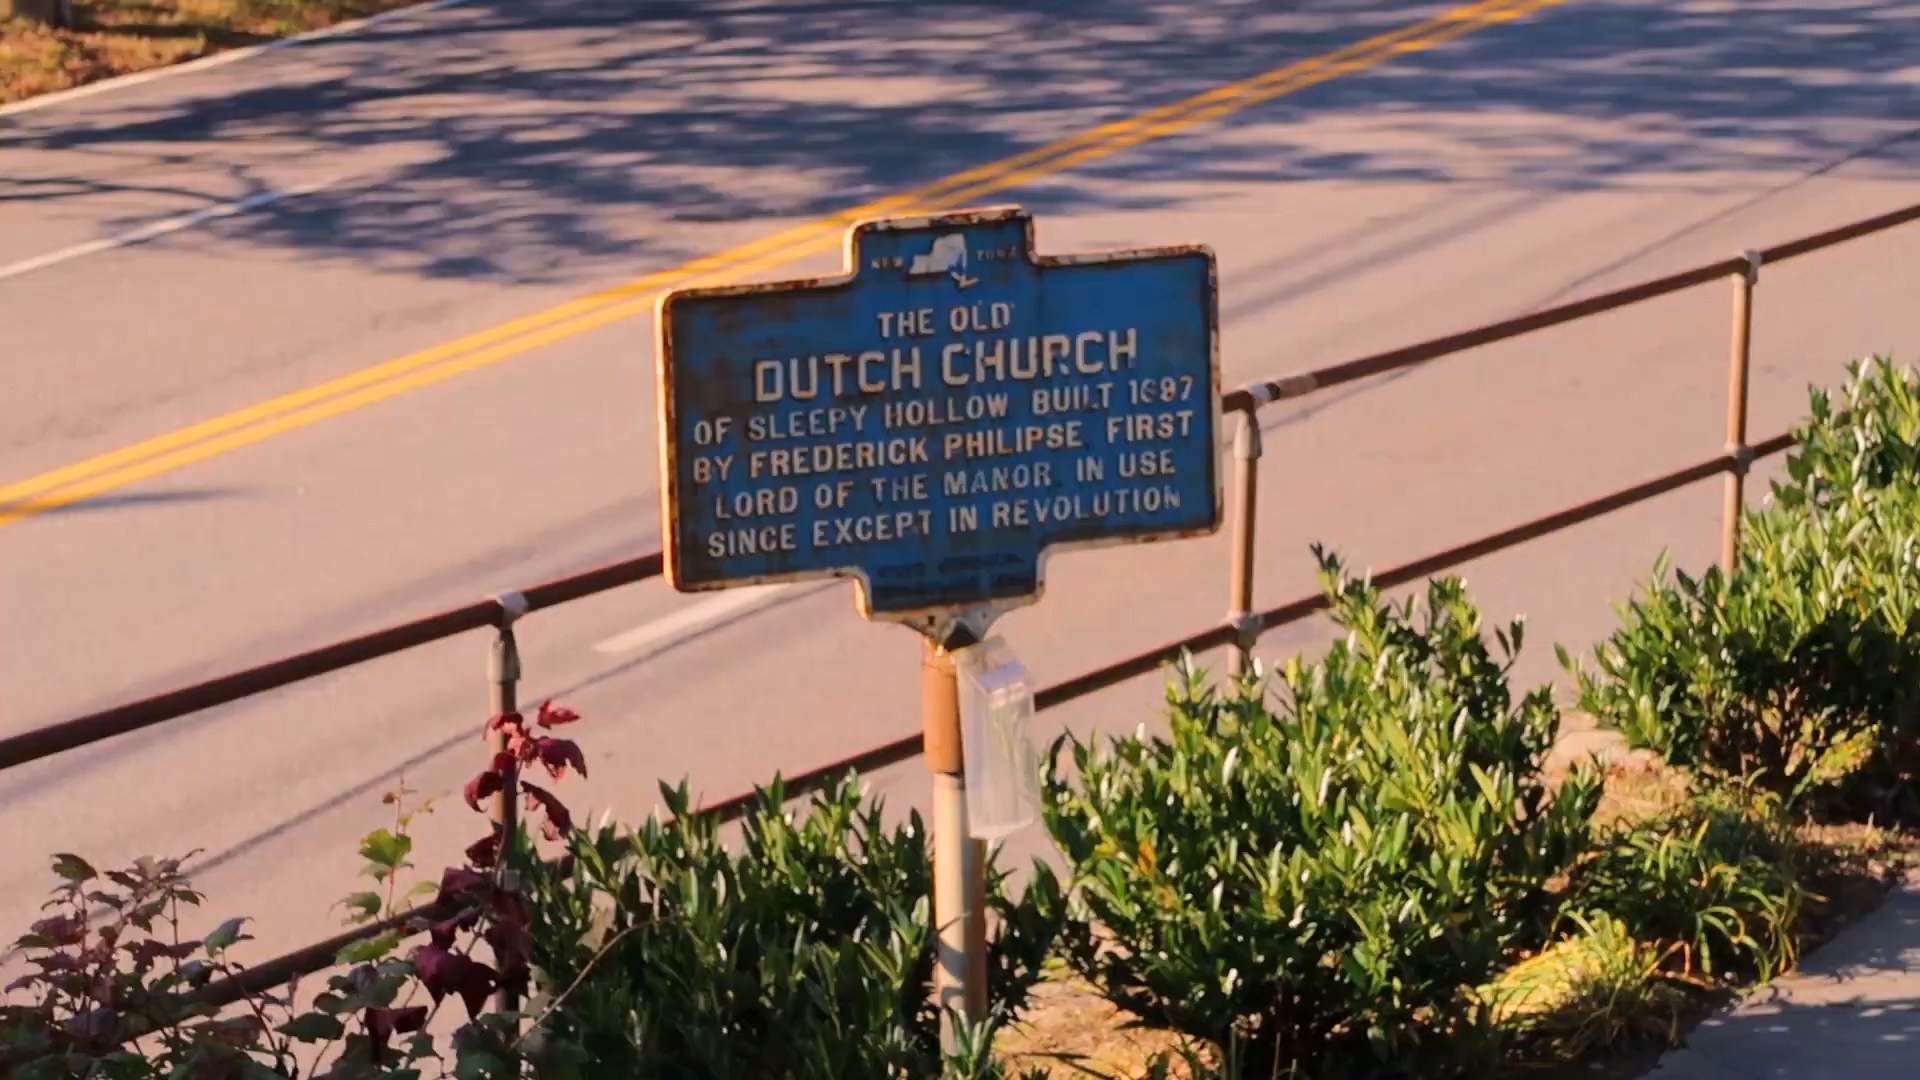 NEW YORK
THE OLD
DUTCH CHURCH
OF SLEEPY HOLLOW BUILT 1697
BY FREDERICK PHILIPSE FIRST
LORD OF THE MANOR IN USE
SINCE EXCEPT IN REVOLUTION